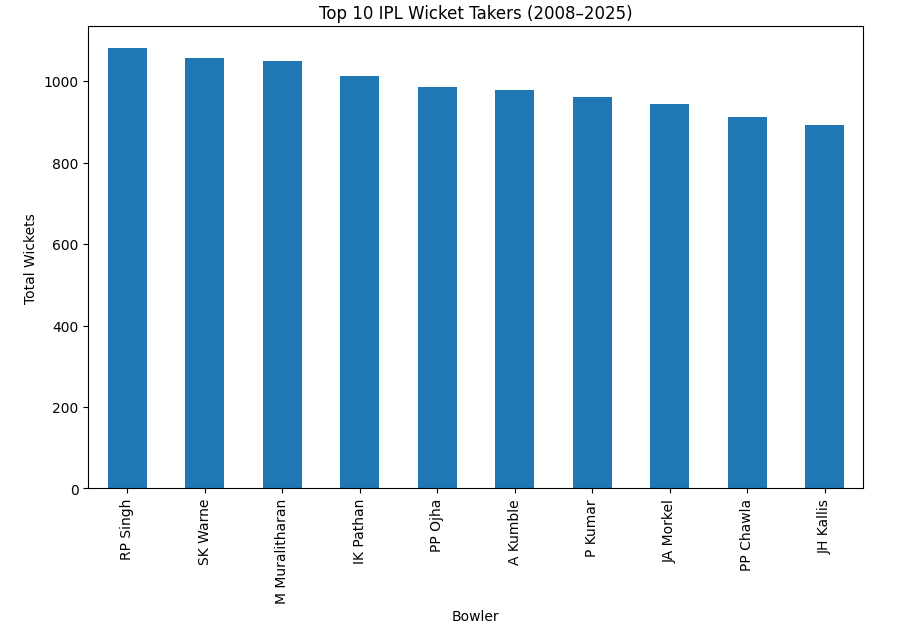 Top 10 IPL Wicket Takers (2008–2025)
Total Wickets
1000
800
600
400
200
0
RP Singh
SK Warne
M Muralitharan
IK Pathan
PP Ojha
A Kumble
P Kumar
JA Morkel
PP Chawla
JH Kallis
Bowler